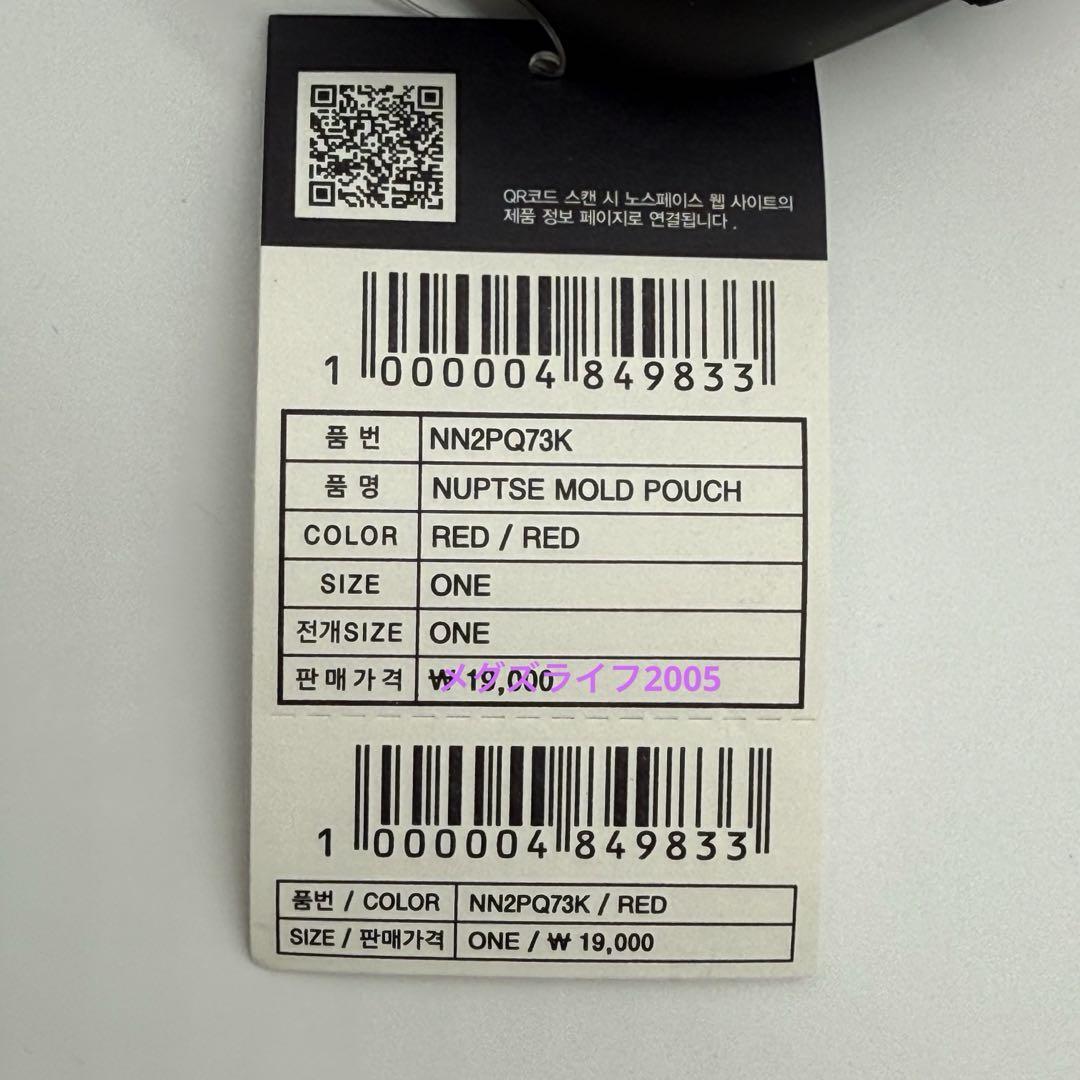 QR코드 스캔 시 노스페이스 웹 사이트의
제품 정보 페이지로 연결됩니다.
1 000004 849833
품 번 NN2PQ73K
품 명 NUPTSE MOLD POUCH
COLOR RED / RED
SIZE ONE
전개SIZE ONE
판매가격 ₩ 19,000
メグズライフ2005
1 000004 849833
품번 / COLOR NN2PQ73K / RED
SIZE / 판매가격 ONE / ₩ 19,000